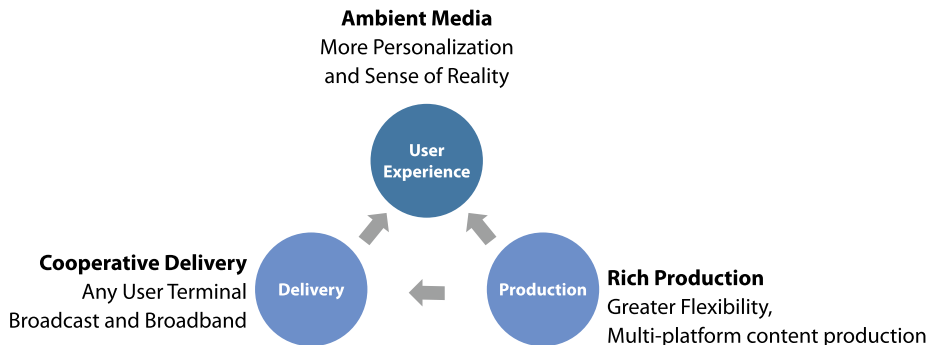 Ambient Media
More Personalization
and Sense of Reality
User
Experience
Cooperative Delivery
Any User Terminal
Broadcast and Broadband
Delivery
Production
Rich Production
Greater Flexibility,
Multi-platform content production